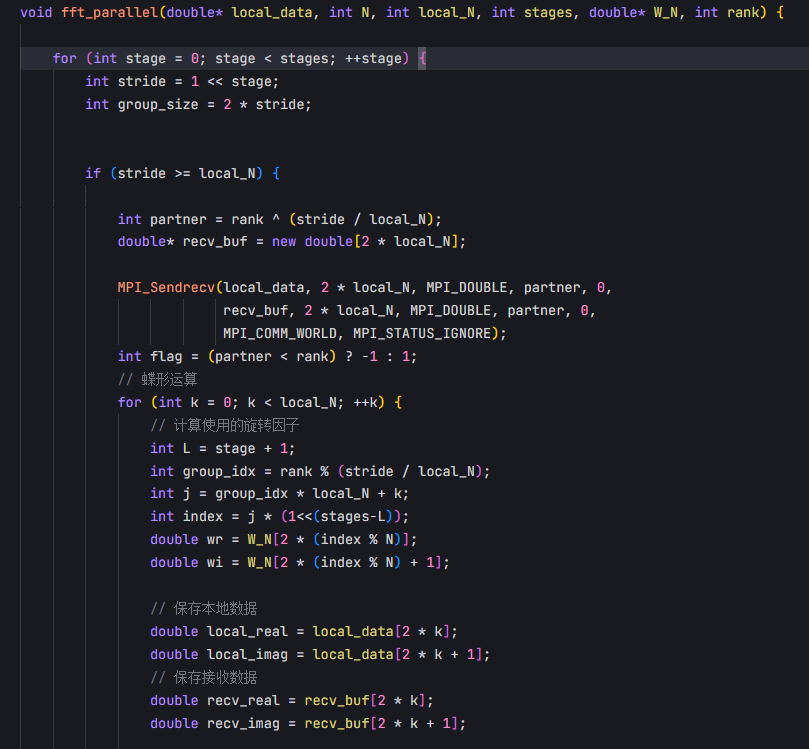 void fft_parallel(double* local_data, int N, int local_N, int stages, double* W_N, int rank) {
for (int stage = 0; stage < stages; ++stage) {
int stride = 1 << stage;
int group_size = 2 * stride;
if (stride >= local_N) {
int partner = rank ^ (stride / local_N);
double* recv_buf = new double[2 * local_N];
MPI_Sendrecv(local_data, 2 * local_N, MPI_DOUBLE, partner, 0,
recv_buf, 2 * local_N, MPI_DOUBLE, partner, 0,
MPI_COMM_WORLD, MPI_STATUS_IGNORE);
int flag = (partner < rank) ? -1 : 1;
// 蝶形运算
for (int k = 0; k < local_N; ++k) {
// 计算使用的旋转因子
int L = stage + 1;
int group_idx = rank % (stride / local_N);
int j = group_idx * local_N + k;
int index = j * (1<<(stages-L));
double wr = W_N[2 * (index % N)];
double wi = W_N[2 * (index % N) + 1];
// 保存本地数据
double local_real = local_data[2 * k];
double local_imag = local_data[2 * k + 1];
// 保存接收数据
double recv_real = recv_buf[2 * k];
double recv_imag = recv_buf[2 * k + 1];